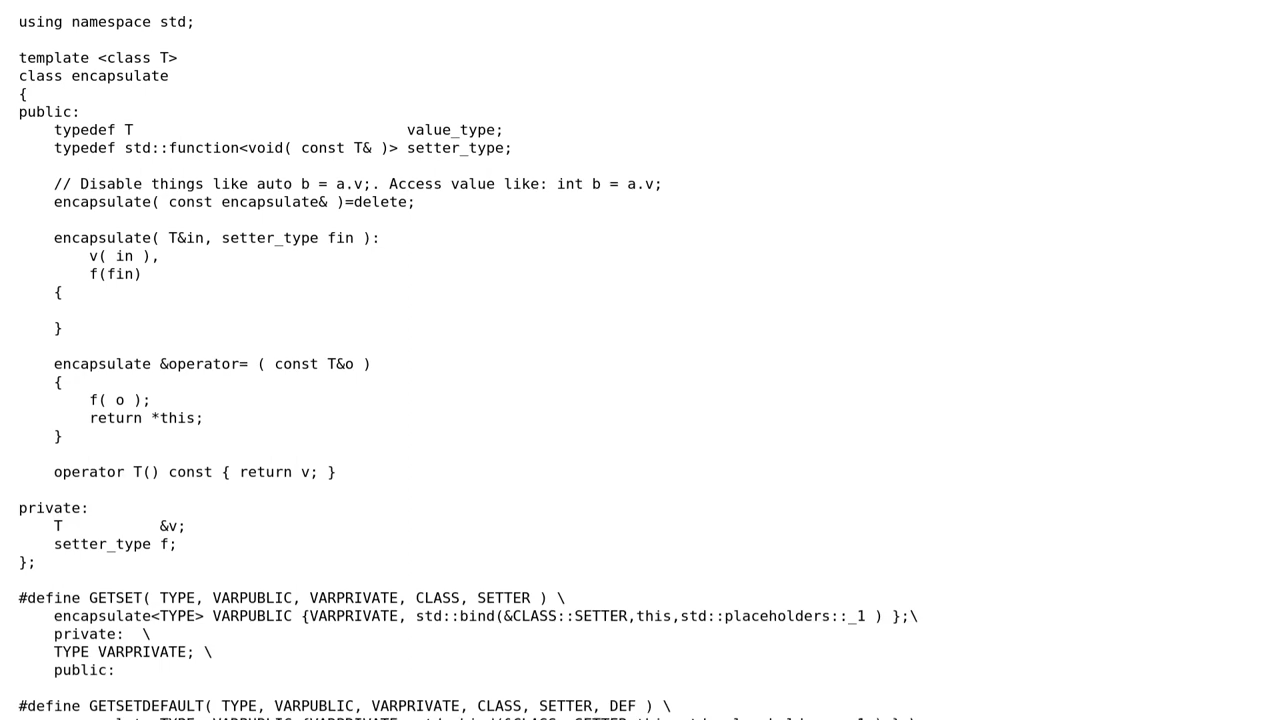 using namespace std;
template <class T>
class encapsulate
{
public:
    typedef T                               value_type;
    typedef std::function<void( const T& )> setter_type;
    // Disable things like auto b = a.v;. Access value like: int b = a.v;
    encapsulate( const encapsulate& )=delete;
    encapsulate( T&in, setter_type fin ):
        v( in ),
        f(fin)
    {
    }
    encapsulate &operator= ( const T&o )
    {
        f( o );
        return *this;
    }
    operator T() const { return v; }
private:
    T           &v;
    setter_type f;
};
#define GETSET( TYPE, VARPUBLIC, VARPRIVATE, CLASS, SETTER ) \
    encapsulate<TYPE> VARPUBLIC {VARPRIVATE, std::bind(&CLASS::SETTER,this,std::placeholders::_1 ) };\
    private:  \
    TYPE VARPRIVATE; \
    public:
#define GETSETDEFAULT( TYPE, VARPUBLIC, VARPRIVATE, CLASS, SETTER, DEF ) \